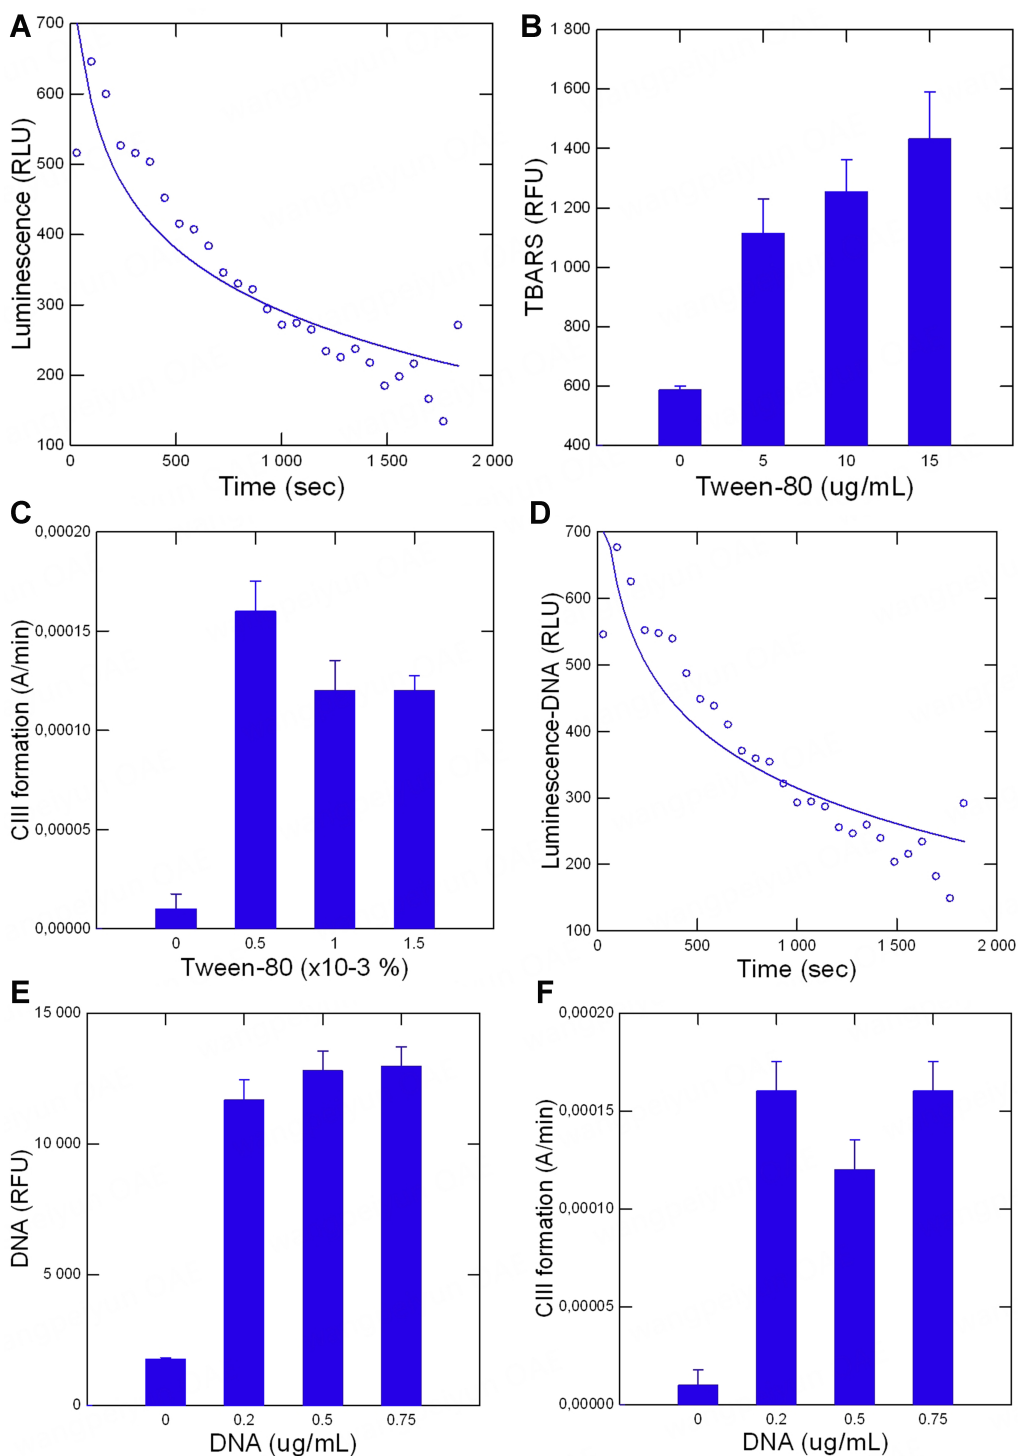 A
700
600
500
400
300
200
100
Luminescence (RLU)
0 500 1 000 1 500 2 000
Time (sec)
B
1 800
1 600
1 400
1 200
1 000
800
600
400
TBARS (RFU)
0 5 10 15
Tween-80 (ug/mL)
C
0,00020
0,00015
0,00010
0,00005
0,00000
CIII formation (A/min)
0 0.5 1 1.5
Tween-80 (x10-3 %)
D
700
600
500
400
300
200
100
Luminescence-DNA (RLU)
0 500 1 000 1 500 2 000
Time (sec)
E
15 000
10 000
5 000
0
DNA (RFU)
0 0.2 0.5 0.75
DNA (ug/mL)
F
0,00020
0,00015
0,00010
0,00005
0,00000
CIII formation (A/min)
0 0.2 0.5 0.75
DNA (ug/mL)